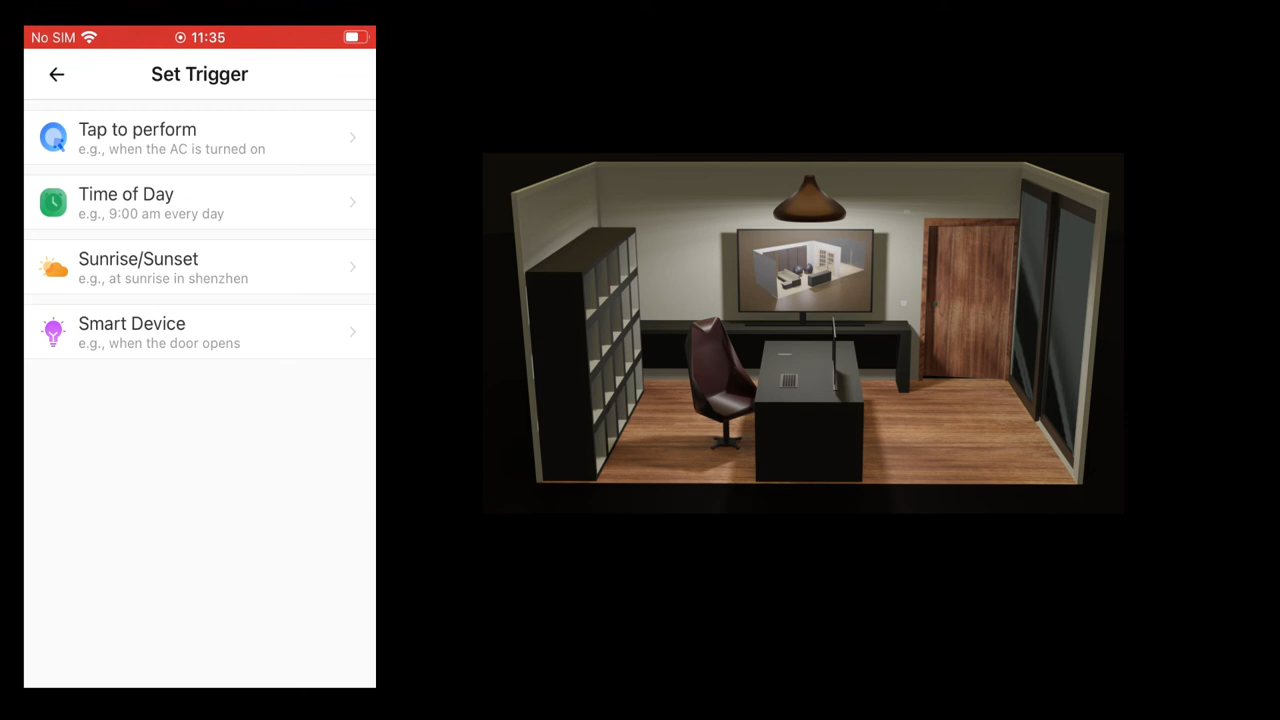 No SIM 11:35
Set Trigger
Tap to perform
e.g., when the AC is turned on
Time of Day
e.g., 9:00 am every day
Sunrise/Sunset
e.g., at sunrise in shenzhen
Smart Device
e.g., when the door opens